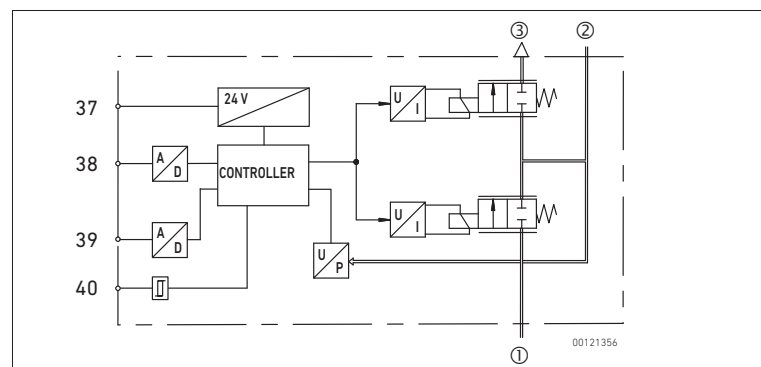 ③ ②
37
24 V
U
I
38
A
D
CONTROLLER
39
A
D
U
I
40
U
P
00121356
①